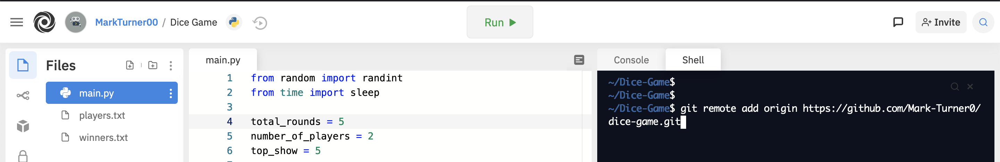 MarkTurner00 / Dice Game
Run
Invite
Files
main.py
players.txt
winners.txt
main.py
1 from random import randint
2 from time import sleep
3
4 total_rounds = 5
5 number_of_players = 2
6 top_show = 5
Console
Shell
~/Dice-Game$
~/Dice-Game$
~/Dice-Game$ git remote add origin https://github.com/Mark-Turner0/
dice-game.git